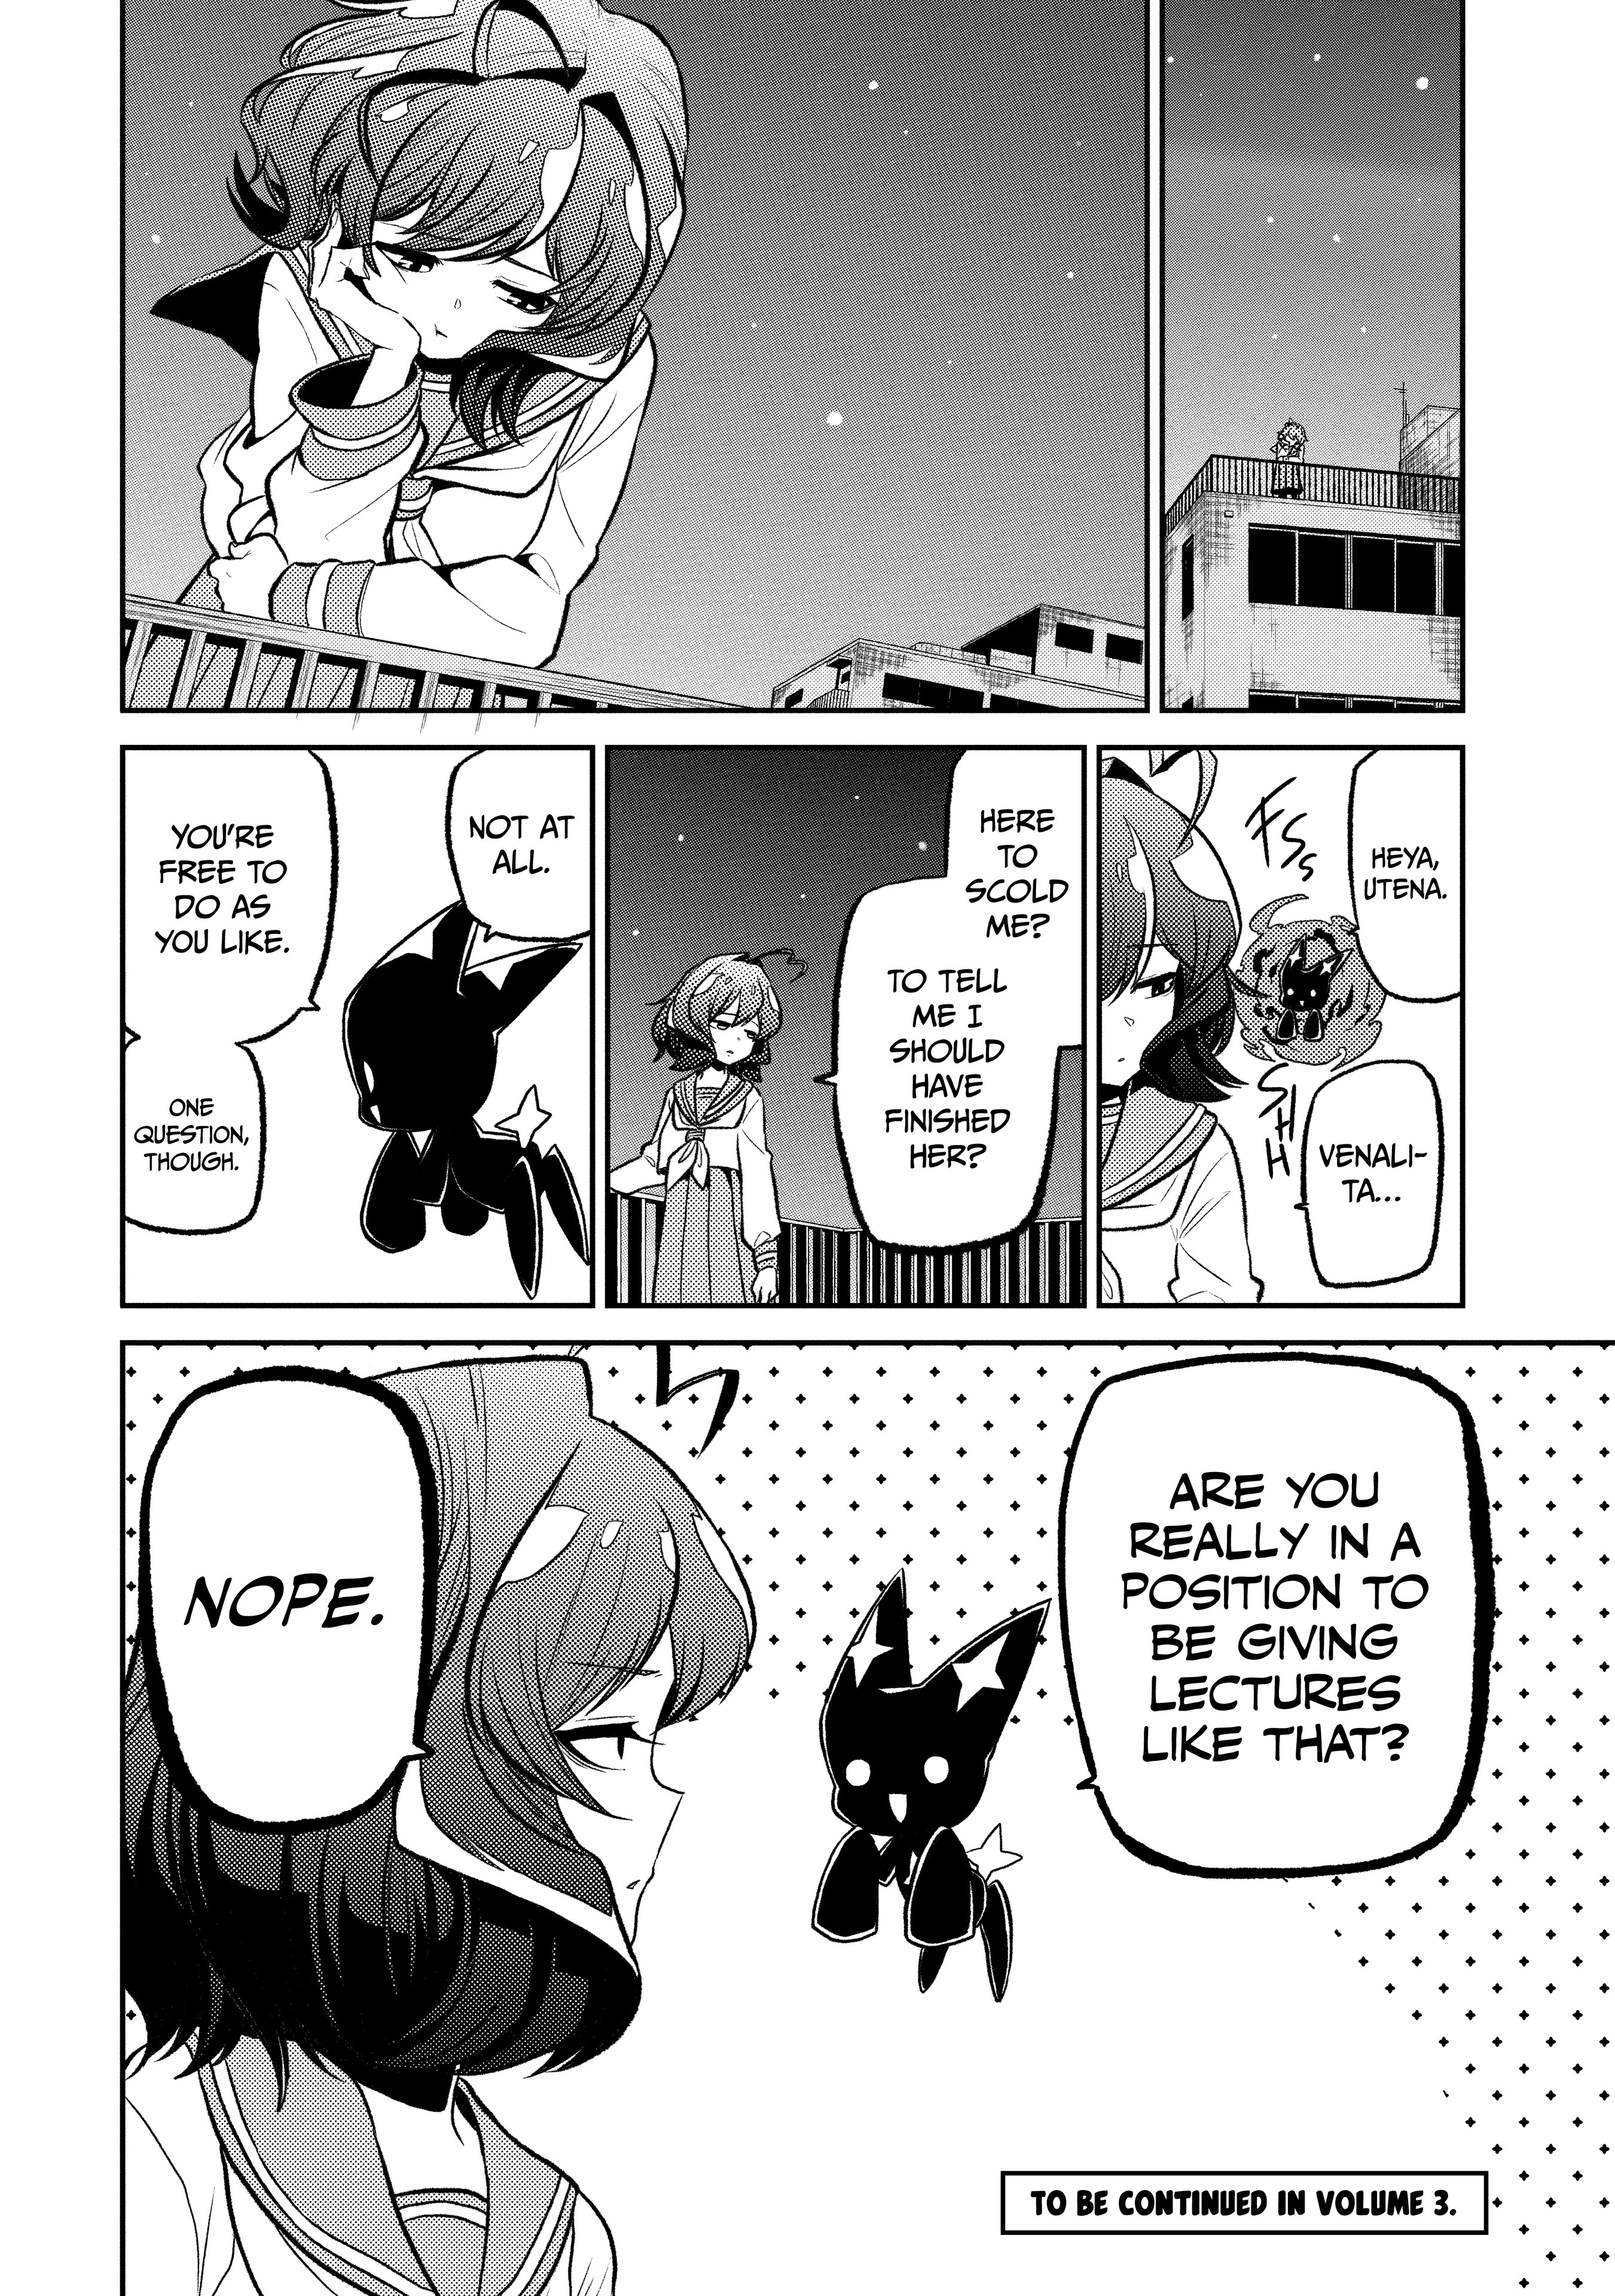 HEYA,
UTENA.
FSSS
SHH
VENALI-
TA...
HERE
TO
SCOLD
ME?
TO TELL
ME I
SHOULD
HAVE
FINISHED
HER?
NOT AT
ALL.
YOU'RE
FREE TO
DO AS
YOU LIKE.
ONE
QUESTION,
THOUGH.
ARE YOU
REALLY IN A
POSITION TO
BE GIVING
LECTURES
LIKE THAT?
NOPE.
TO BE CONTINUED IN VOLUME 3.